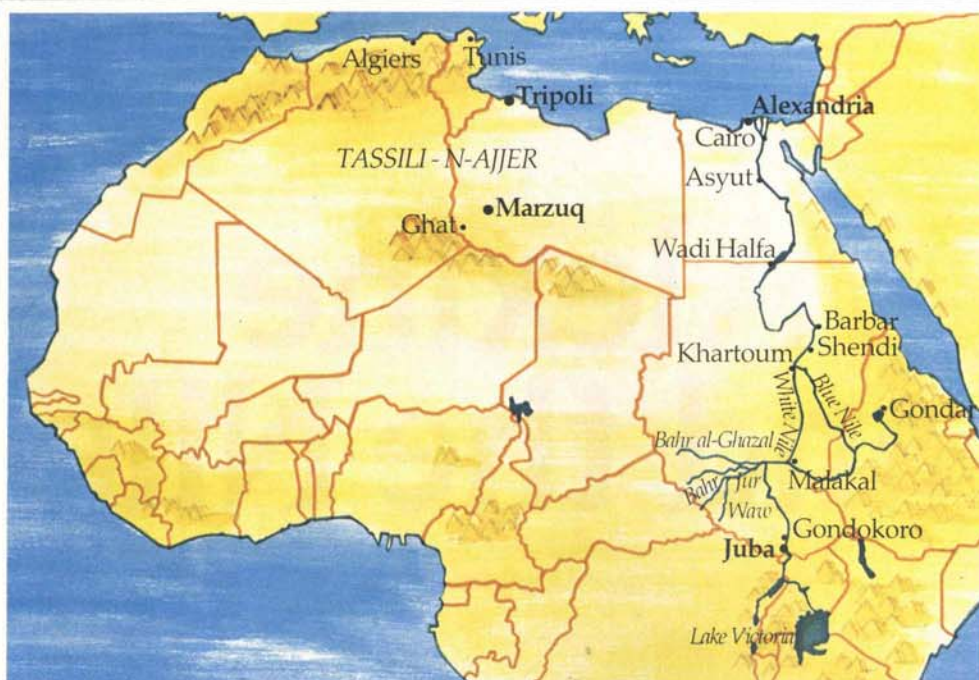 Algiers
Tunis
Tripoli
Alexandria
Cairo
TASSILI - N-AJJER
Asyut
Marzuq
Ghat
Wadi Halfa
Barbar
Shendi
Khartoum
White Nile
Blue Nile
Gonda
Bahr al-Ghazal
Malakal
Bahr
Jur
Waw
Gondokoro
Juba
Lake Victoria